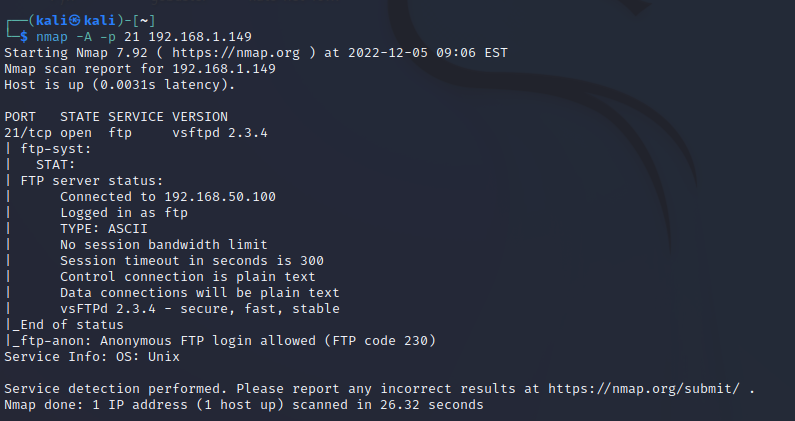 ┌──(kali㉿kali)-[~]
└─$ nmap -A -p 21 192.168.1.149
Starting Nmap 7.92 ( https://nmap.org ) at 2022-12-05 09:06 EST
Nmap scan report for 192.168.1.149
Host is up (0.0031s latency).

PORT   STATE SERVICE VERSION
21/tcp open  ftp     vsftpd 2.3.4
| ftp-syst:
|   STAT:
| FTP server status:
|      Connected to 192.168.50.100
|      Logged in as ftp
|      TYPE: ASCII
|      No session bandwidth limit
|      Session timeout in seconds is 300
|      Control connection is plain text
|      Data connections will be plain text
|      vsFTPd 2.3.4 - secure, fast, stable
|_End of status
|_ftp-anon: Anonymous FTP login allowed (FTP code 230)
Service Info: OS: Unix

Service detection performed. Please report any incorrect results at https://nmap.org/submit/ .
Nmap done: 1 IP address (1 host up) scanned in 26.32 seconds